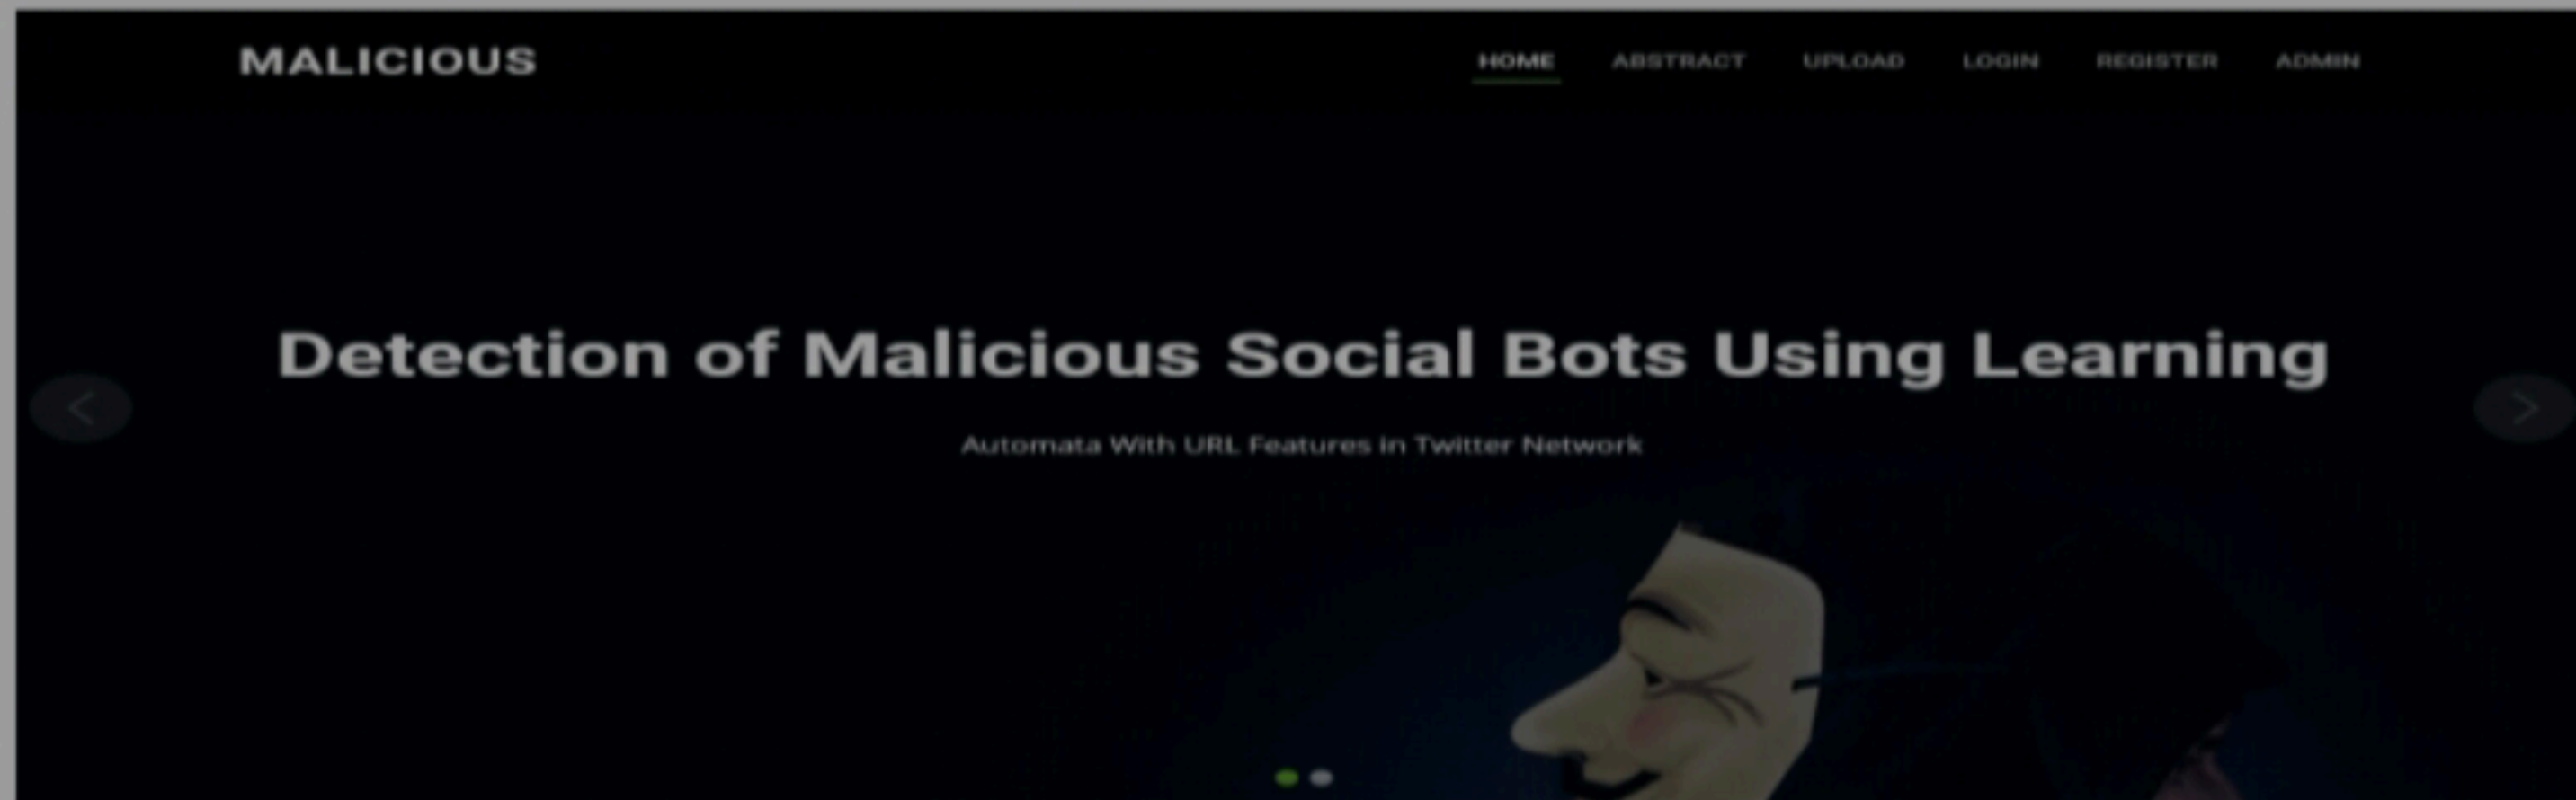 MALICIOUS
HOME ABSTRACT UPLOAD LOGIN REGISTER ADMIN
Detection of Malicious Social Bots Using Learning
Automata With URL Features in Twitter Network